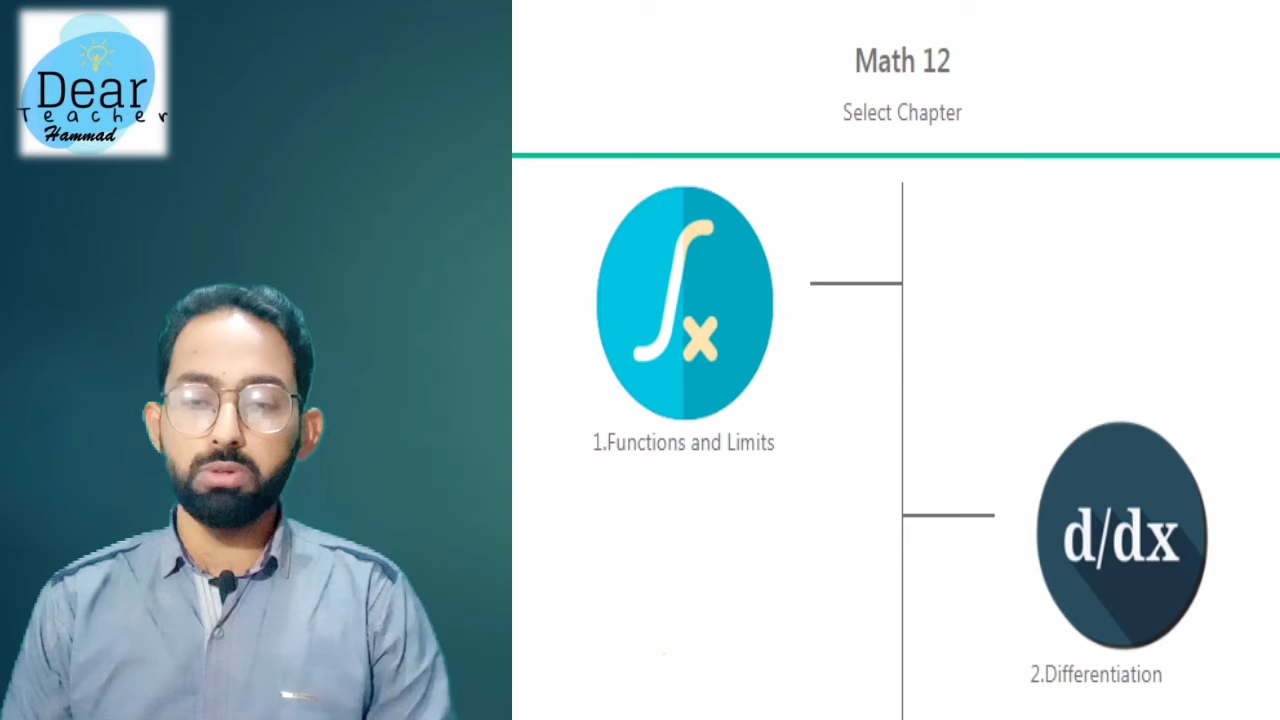 Dear
Teacher
Hammad
Math 12
Select Chapter
∫x
1.Functions and Limits
d/dx
2.Differentiation